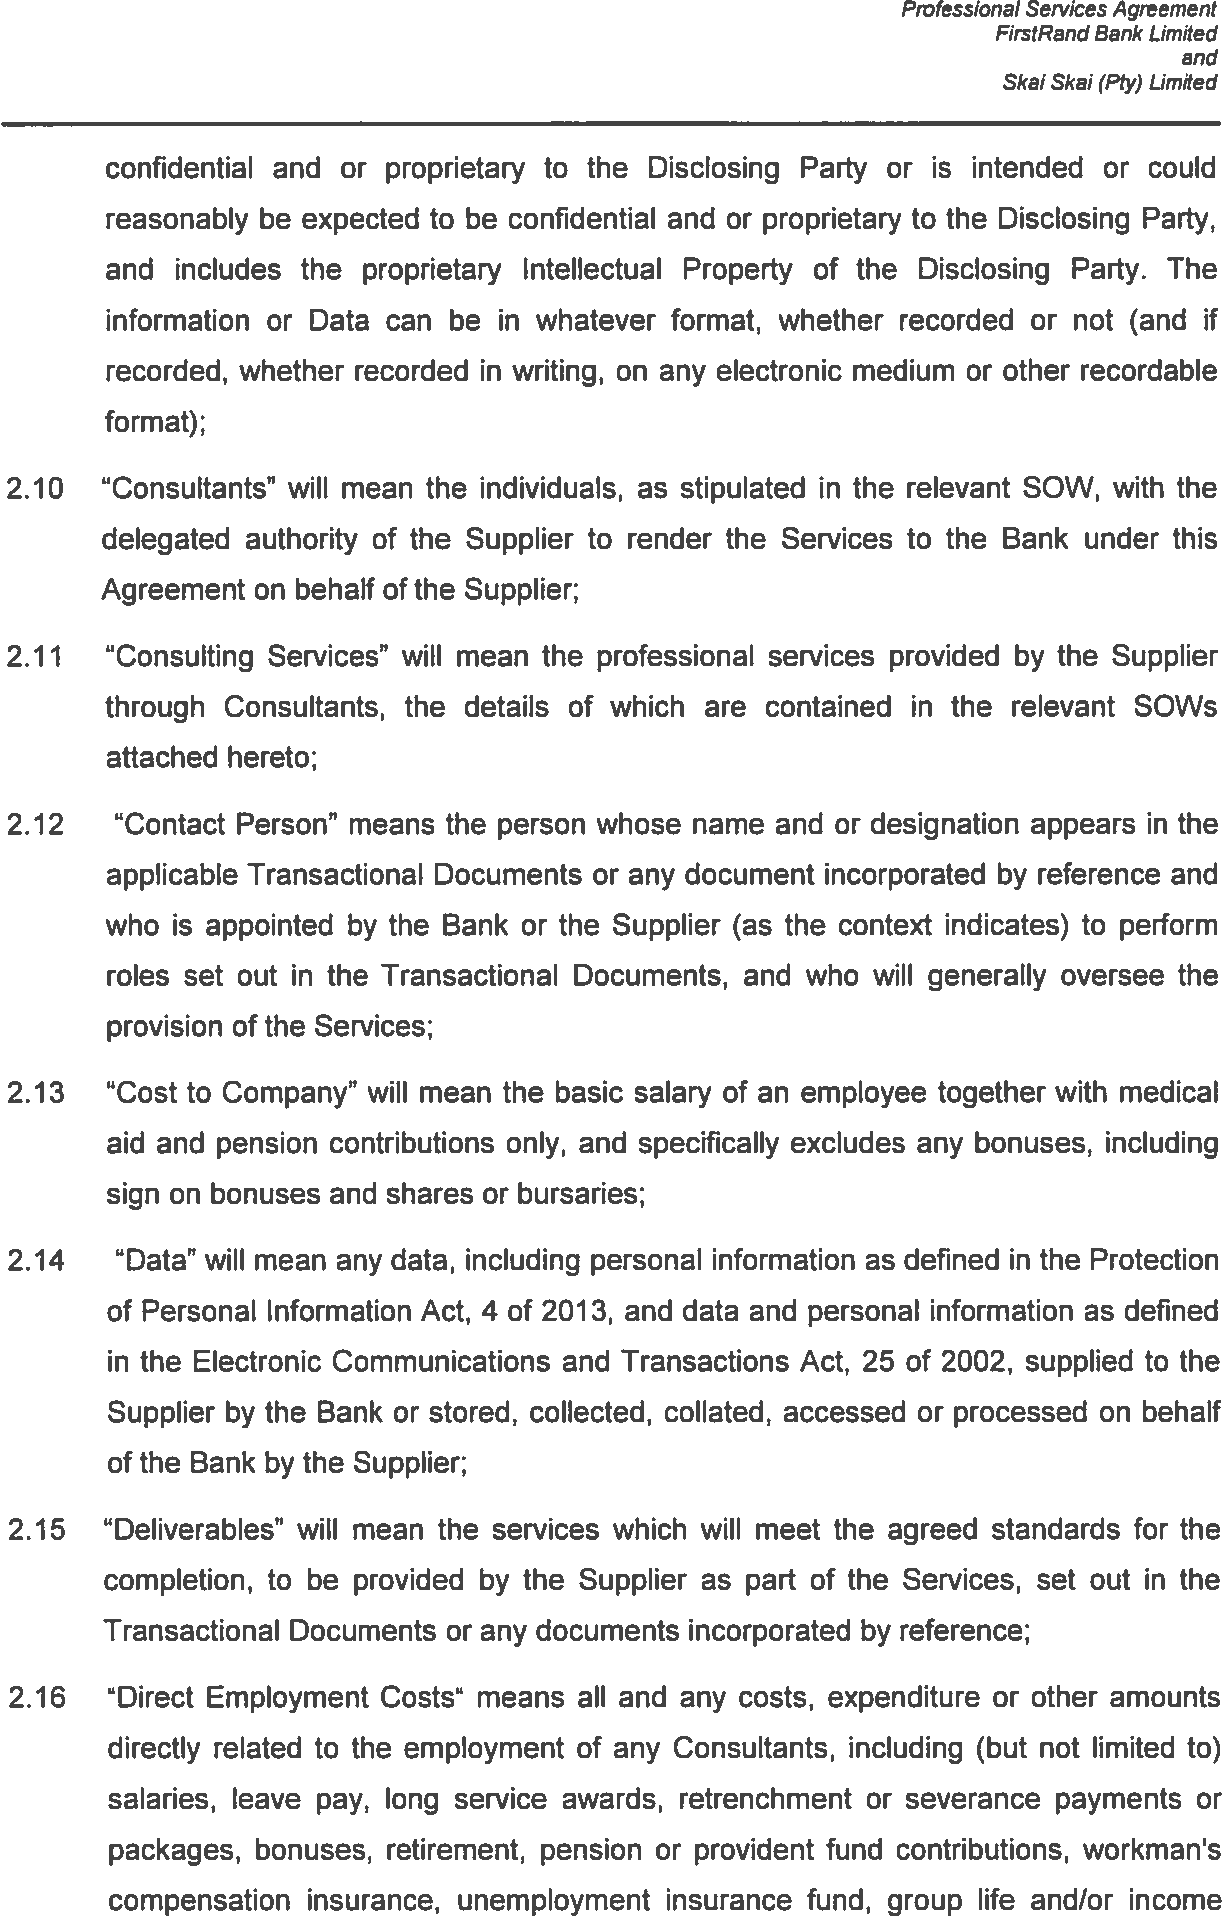 Professional Services Agreement
FirstRand Bank Limited
and
Skai Skai (Pty) Limited
confidential and or proprietary to the Disclosing Party or is intended or could
reasonably be expected to be confidential and or proprietary to the Disclosing Party,
and includes the proprietary Intellectual Property of the Disclosing Party. The
information or Data can be in whatever format, whether recorded or not (and if
recorded, whether recorded in writing, on any electronic medium or other recordable
format);
2.10 “Consultants” will mean the individuals, as stipulated in the relevant SOW, with the
delegated authority of the Supplier to render the Services to the Bank under this
Agreement on behalf of the Supplier;
2.11 “Consulting Services” will mean the professional services provided by the Supplier
through Consultants, the details of which are contained in the relevant SOWs
attached hereto;
2.12 “Contact Person” means the person whose name and or designation appears in the
applicable Transactional Documents or any document incorporated by reference and
who is appointed by the Bank or the Supplier (as the context indicates) to perform
roles set out in the Transactional Documents, and who will generally oversee the
provision of the Services;
2.13 “Cost to Company” will mean the basic salary of an employee together with medical
aid and pension contributions only, and specifically excludes any bonuses, including
sign on bonuses and shares or bursaries;
2.14 “Data” will mean any data, including personal information as defined in the Protection
of Personal Information Act, 4 of 2013, and data and personal information as defined
in the Electronic Communications and Transactions Act, 25 of 2002, supplied to the
Supplier by the Bank or stored, collected, collated, accessed or processed on behalf
of the Bank by the Supplier;
2.15 “Deliverables” will mean the services which will meet the agreed standards for the
completion, to be provided by the Supplier as part of the Services, set out in the
Transactional Documents or any documents incorporated by reference;
2.16 “Direct Employment Costs“ means all and any costs, expenditure or other amounts
directly related to the employment of any Consultants, including (but not limited to)
salaries, leave pay, long service awards, retrenchment or severance payments or
packages, bonuses, retirement, pension or provident fund contributions, workman's
compensation insurance, unemployment insurance fund, group life and/or income